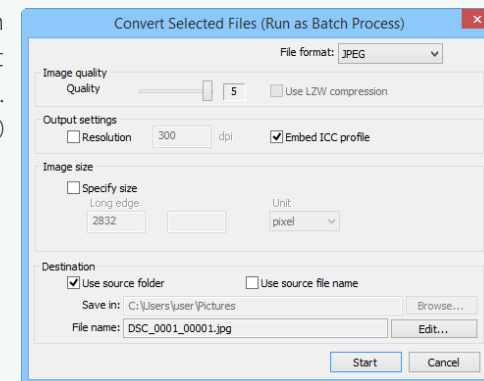 Convert Selected Files (Run as Batch Process)
File format: JPEG
Image quality
Quality 5 Use LZW compression
Output settings
Resolution 300 dpi Embed ICC profile
Image size
Specify size
Long edge Unit
2832 pixel
Destination
Use source folder Use source file name
Save in: C:\Users\user\Pictures Browse...
File name: DSC_0001_00001.jpg Edit...
Start Cancel